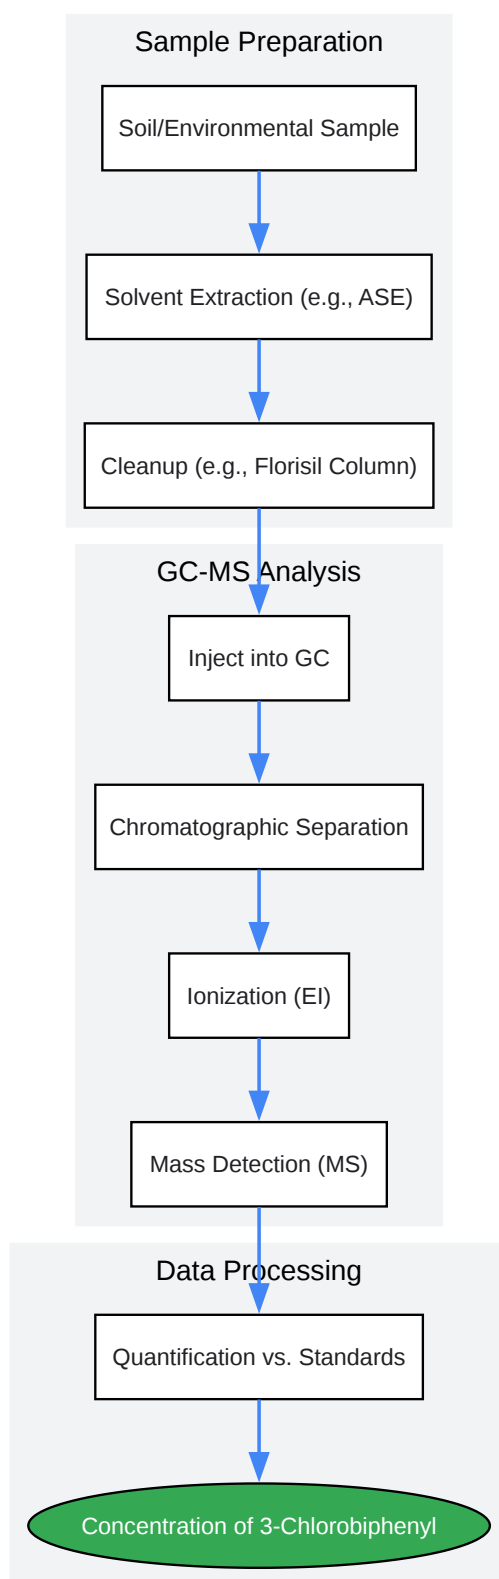 Sample Preparation
Soil/Environmental Sample
Solvent Extraction (e.g., ASE)
Cleanup (e.g., Florisil Column)
GC-MS Analysis
Inject into GC
Chromatographic Separation
Ionization (EI)
Mass Detection (MS)
Data Processing
Quantification vs. Standards
Concentration of 3-Chlorobiphenyl